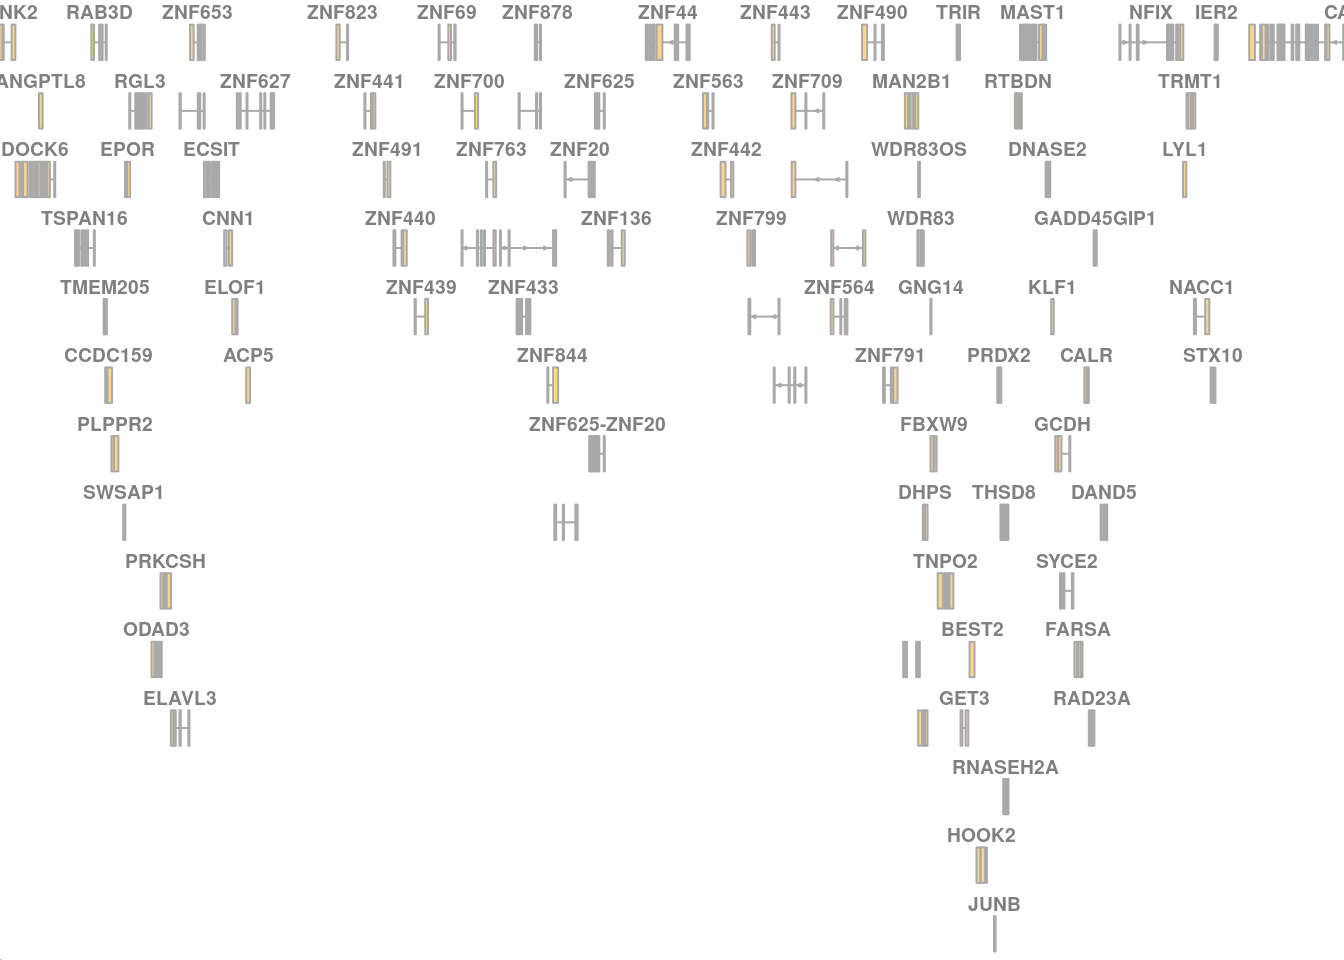 NK2 RAB3D ZNF653 ZNF823 ZNF69 ZNF878 ZNF44 ZNF443 ZNF490 TRIR MAST1 NFIX IER2 CA
ANGPTL8 RGL3 ZNF627 ZNF441 ZNF700 ZNF625 ZNF563 ZNF709 MAN2B1 RTBDN TRMT1
DOCK6 EPOR ECSIT ZNF491 ZNF763 ZNF20 ZNF442 WDR83OS DNASE2 LYL1
TSPAN16 CNN1 ZNF440 ZNF136 ZNF799 WDR83 GADD45GIP1
TMEM205 ELOF1 ZNF439 ZNF433 ZNF564 GNG14 KLF1 NACC1
CCDC159 ACP5 ZNF844 ZNF791 PRDX2 CALR STX10
PLPPR2 ZNF625-ZNF20 FBXW9 GCDH
SWSAP1 DHPS THSD8 DAND5
PRKCSH TNPO2 SYCE2
ODAD3 BEST2 FARSA
ELAVL3 GET3 RAD23A
RNASEH2A
HOOK2
JUNB